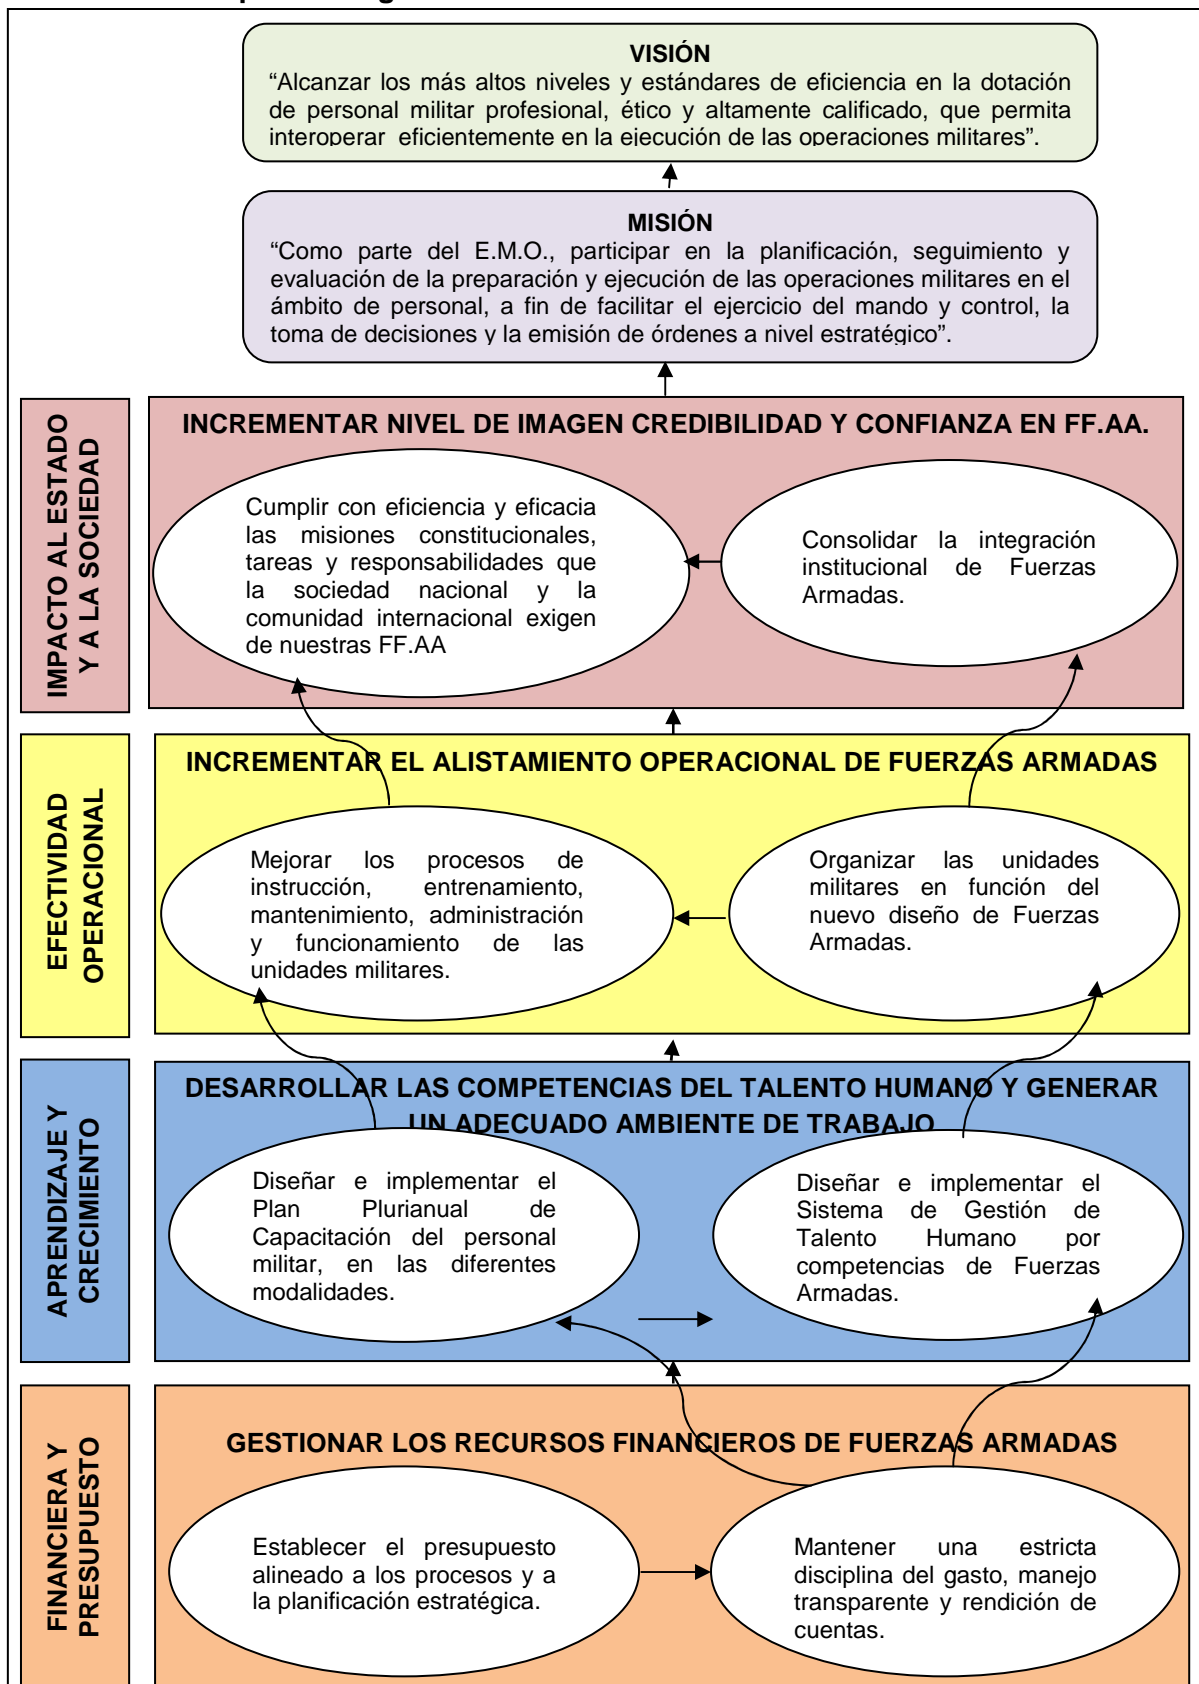 VISIÓN
“Alcanzar los más altos niveles y estándares de eficiencia en la dotación
de personal militar profesional, ético y altamente calificado, que permita
interoperar eficientemente en la ejecución de las operaciones militares”.
MISIÓN
“Como parte del E.M.O., participar en la planificación, seguimiento y
evaluación de la preparación y ejecución de las operaciones militares en el
ámbito de personal, a fin de facilitar el ejercicio del mando y control, la
toma de decisiones y la emisión de órdenes a nivel estratégico”.
IMPACTO AL ESTADO
Y A LA SOCIEDAD
INCREMENTAR NIVEL DE IMAGEN CREDIBILIDAD Y CONFIANZA EN FF.AA.
Cumplir con eficiencia y eficacia
las misiones constitucionales,
tareas y responsabilidades que
la sociedad nacional y la
comunidad internacional exigen
de nuestras FF.AA
Consolidar la integración
institucional de Fuerzas
Armadas.
EFECTIVIDAD
OPERACIONAL
INCREMENTAR EL ALISTAMIENTO OPERACIONAL DE FUERZAS ARMADAS
Mejorar los procesos de
instrucción, entrenamiento,
mantenimiento, administración
y funcionamiento de las
unidades militares.
Organizar las unidades
militares en función del
nuevo diseño de Fuerzas
Armadas.
APRENDIZAJE Y
CRECIMIENTO
DESARROLLAR LAS COMPETENCIAS DEL TALENTO HUMANO Y GENERAR
UN ADECUADO AMBIENTE DE TRABAJO
Diseñar e implementar el
Plan Plurianual de
Capacitación del personal
militar, en las diferentes
modalidades.
Diseñar e implementar el
Sistema de Gestión de
Talento Humano por
competencias de Fuerzas
Armadas.
FINANCIERA Y
PRESUPUESTO
GESTIONAR LOS RECURSOS FINANCIEROS DE FUERZAS ARMADAS
Establecer el presupuesto
alineado a los procesos y a
la planificación estratégica.
Mantener una estricta
disciplina del gasto, manejo
transparente y rendición de
cuentas.